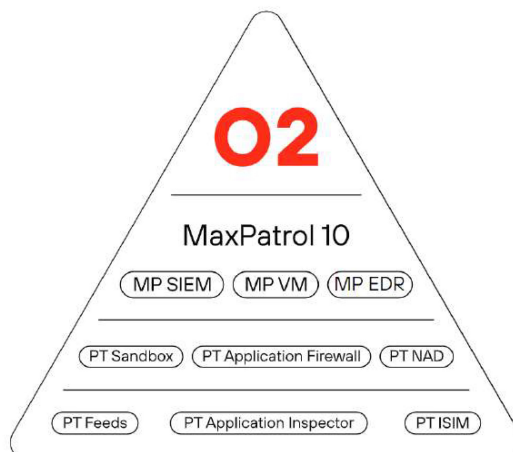 O2
MaxPatrol 10
MP SIEM MP VM MP EDR
PT Sandbox PT Application Firewall PT NAD
PT Feeds PT Application Inspector PT ISIM